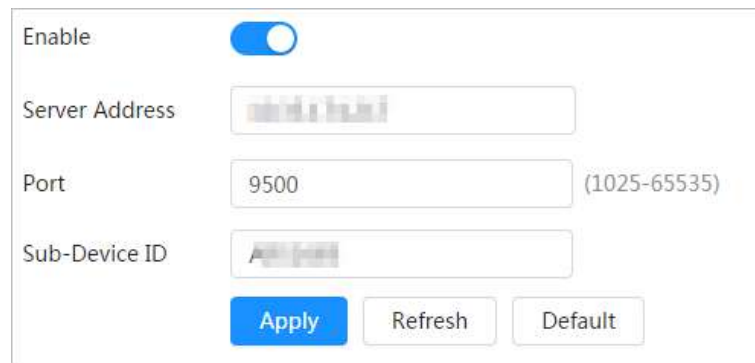 Enable
Server Address
Port 9500 (1025-65535)
Sub-Device ID
Apply Refresh Default